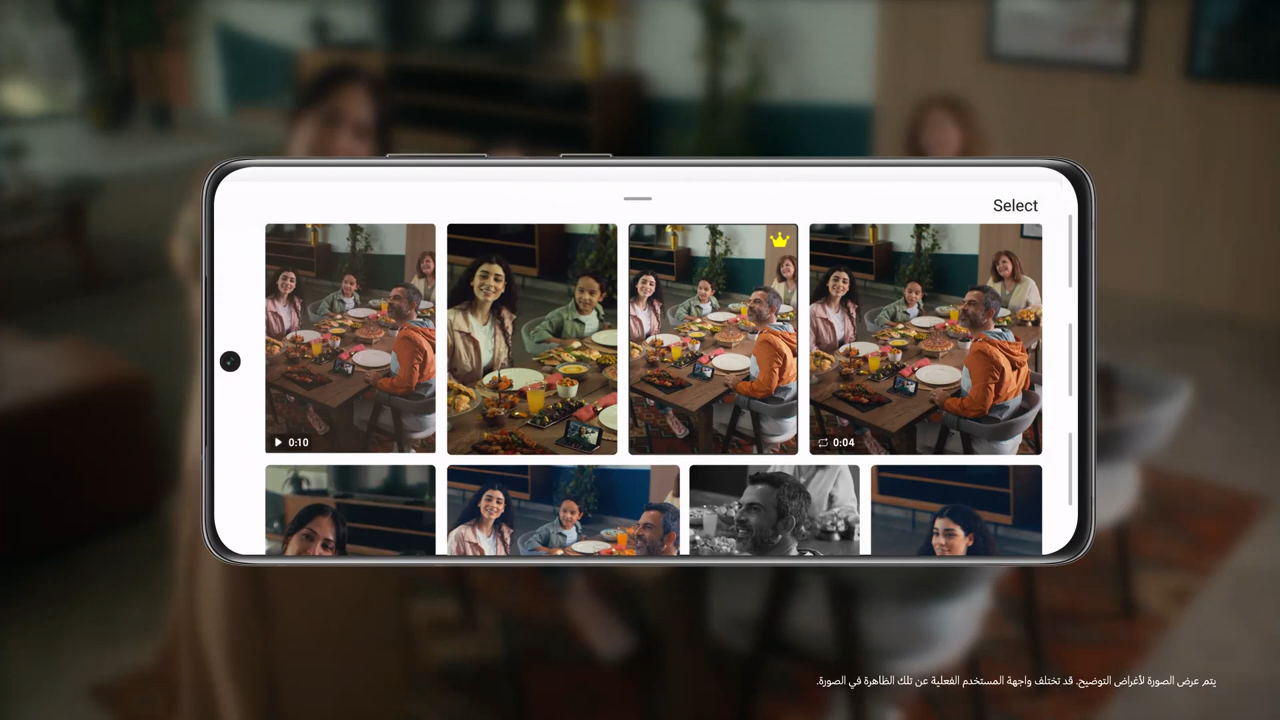 Select
0:10
0:04
يتم عرض الصورة لأغراض التوضيح. قد تختلف واجهة المستخدم الفعلية عن تلك الظاهرة في الصورة.